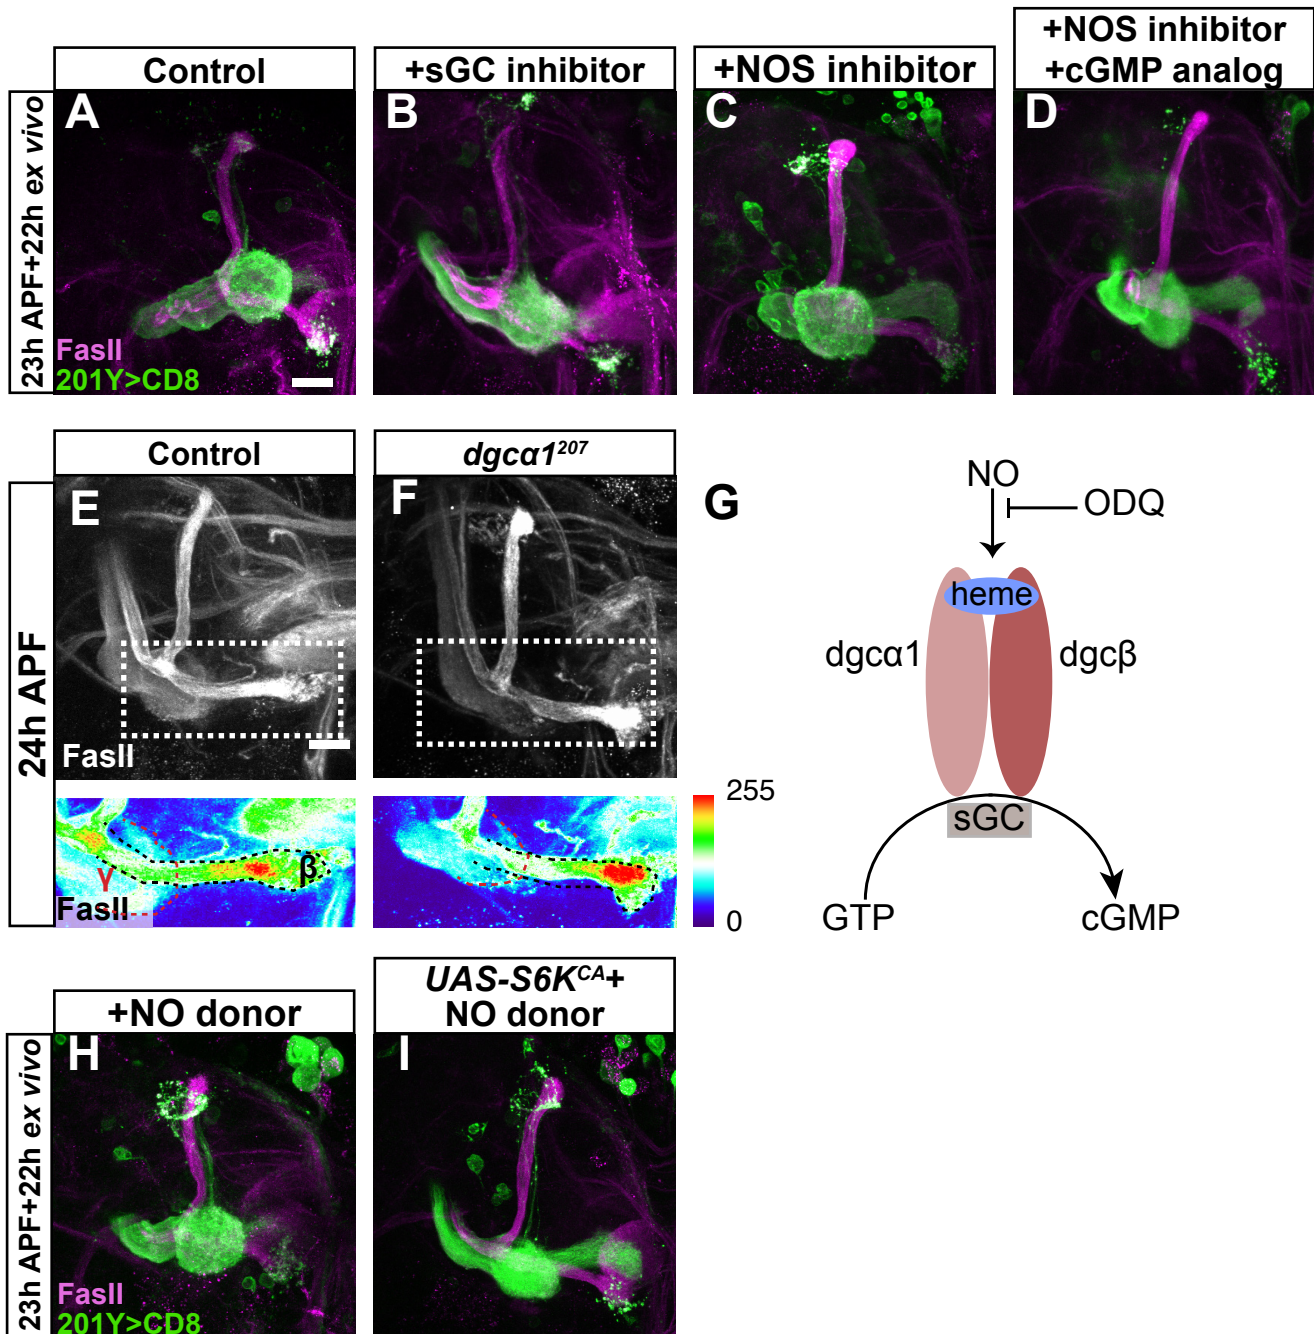 Control
+sGC inhibitor
+NOS inhibitor
+NOS inhibitor
+cGMP analog
23h APF+22h ex vivo
A
B
C
D
FasII
201Y>CD8
Control
dgcα1²⁰⁷
24h APF
E
F
G
FasII
NO
ODQ
heme
dgcα1
dgcβ
sGC
GTP
cGMP
γ
β
FasII
255
0
+NO donor
UAS-S6Kᶜᴬ+
NO donor
23h APF+22h ex vivo
H
I
FasII
201Y>CD8